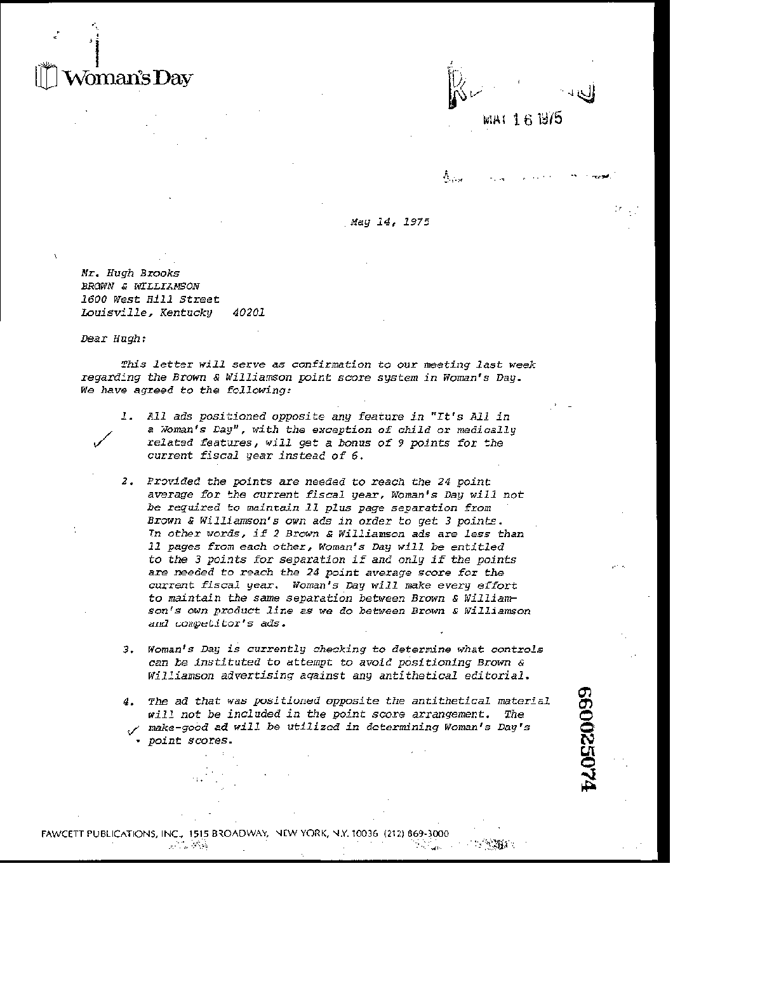 Woman's Day
MAY 16 1975
May 14, 1975
Mr. Hugh Brooks
BROWN & WILLIAMSON
1600 West Hill Street
Louisville, Kentucky 40201
Dear Hugh:
This letter will serve as confirmation to our meeting last week
regarding the Brown & Williamson point score system in Woman's Day.
We have agreed to the following:
1. All ads positioned opposite any feature in "It's All in
a Woman's Day", with the exception of child or medically
related features, will get a bonus of 9 points for the
current fiscal year instead of 6.
2. Provided the points are needed to reach the 24 point
average for the current fiscal year, Woman's Day will not
be required to maintain 11 plus page separation from
Brown & Williamson's own ads in order to get 3 points.
In other words, if 2 Brown & Williamson ads are less than
11 pages from each other, Woman's Day will be entitled
to the 3 points for separation if and only if the points
are needed to reach the 24 point average score for the
current fiscal year. Woman's Day will make every effort
to maintain the same separation between Brown & William-
son's own product line as we do between Brown & Williamson
and competitor's ads.
3. Woman's Day is currently checking to determine what controls
can be instituted to attempt to avoid positioning Brown &
Williamson advertising against any antithetical editorial.
4. The ad that was positioned opposite the antithetical material
will not be included in the point score arrangement. The
make-good ad will be utilized in determining Woman's Day's
point scores.
660025074
FAWCETT PUBLICATIONS, INC., 1515 BROADWAY, NEW YORK, N.Y. 10036 (212) 869-3000